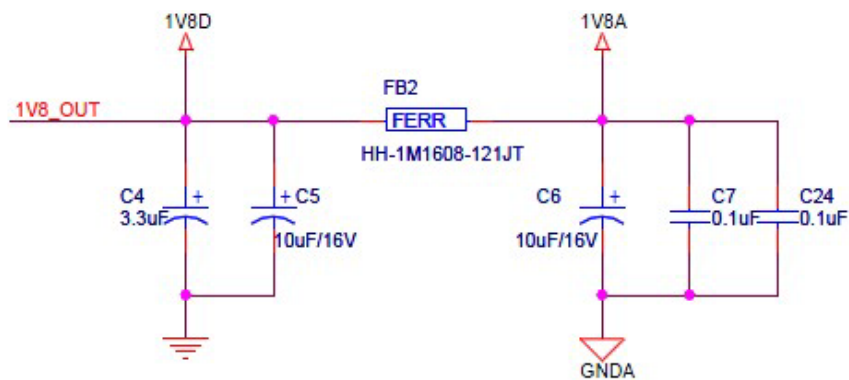 1V8D
1V8A
FB2
1V8_OUT
FERR
HH-1M1608-121JT
C4
3.3uF
+
+
C5
10uF/16V
C6
+
10uF/16V
C7
0.1uF
C24
0.1uF
GNDA